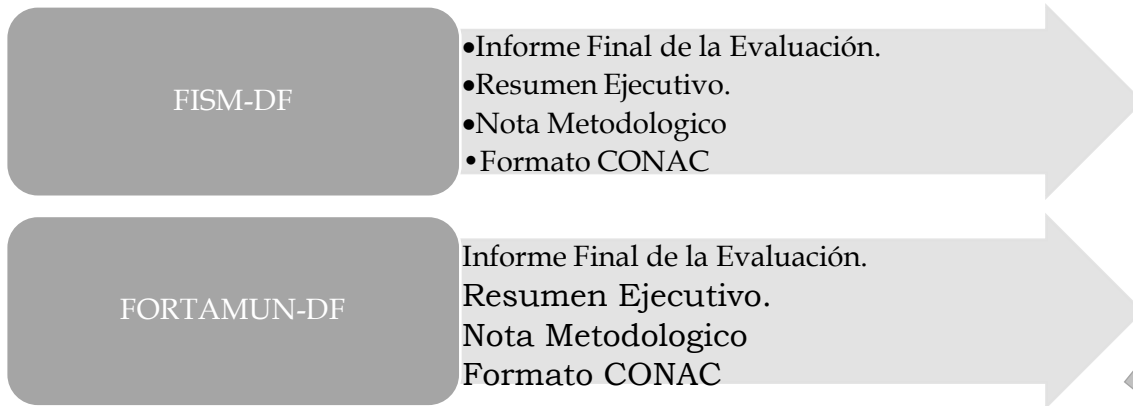 FISM-DF
•Informe Final de la Evaluación.
•Resumen Ejecutivo.
•Nota Metodologico
•Formato CONAC
FORTAMUN-DF
Informe Final de la Evaluación.
Resumen Ejecutivo.
Nota Metodologico
Formato CONAC